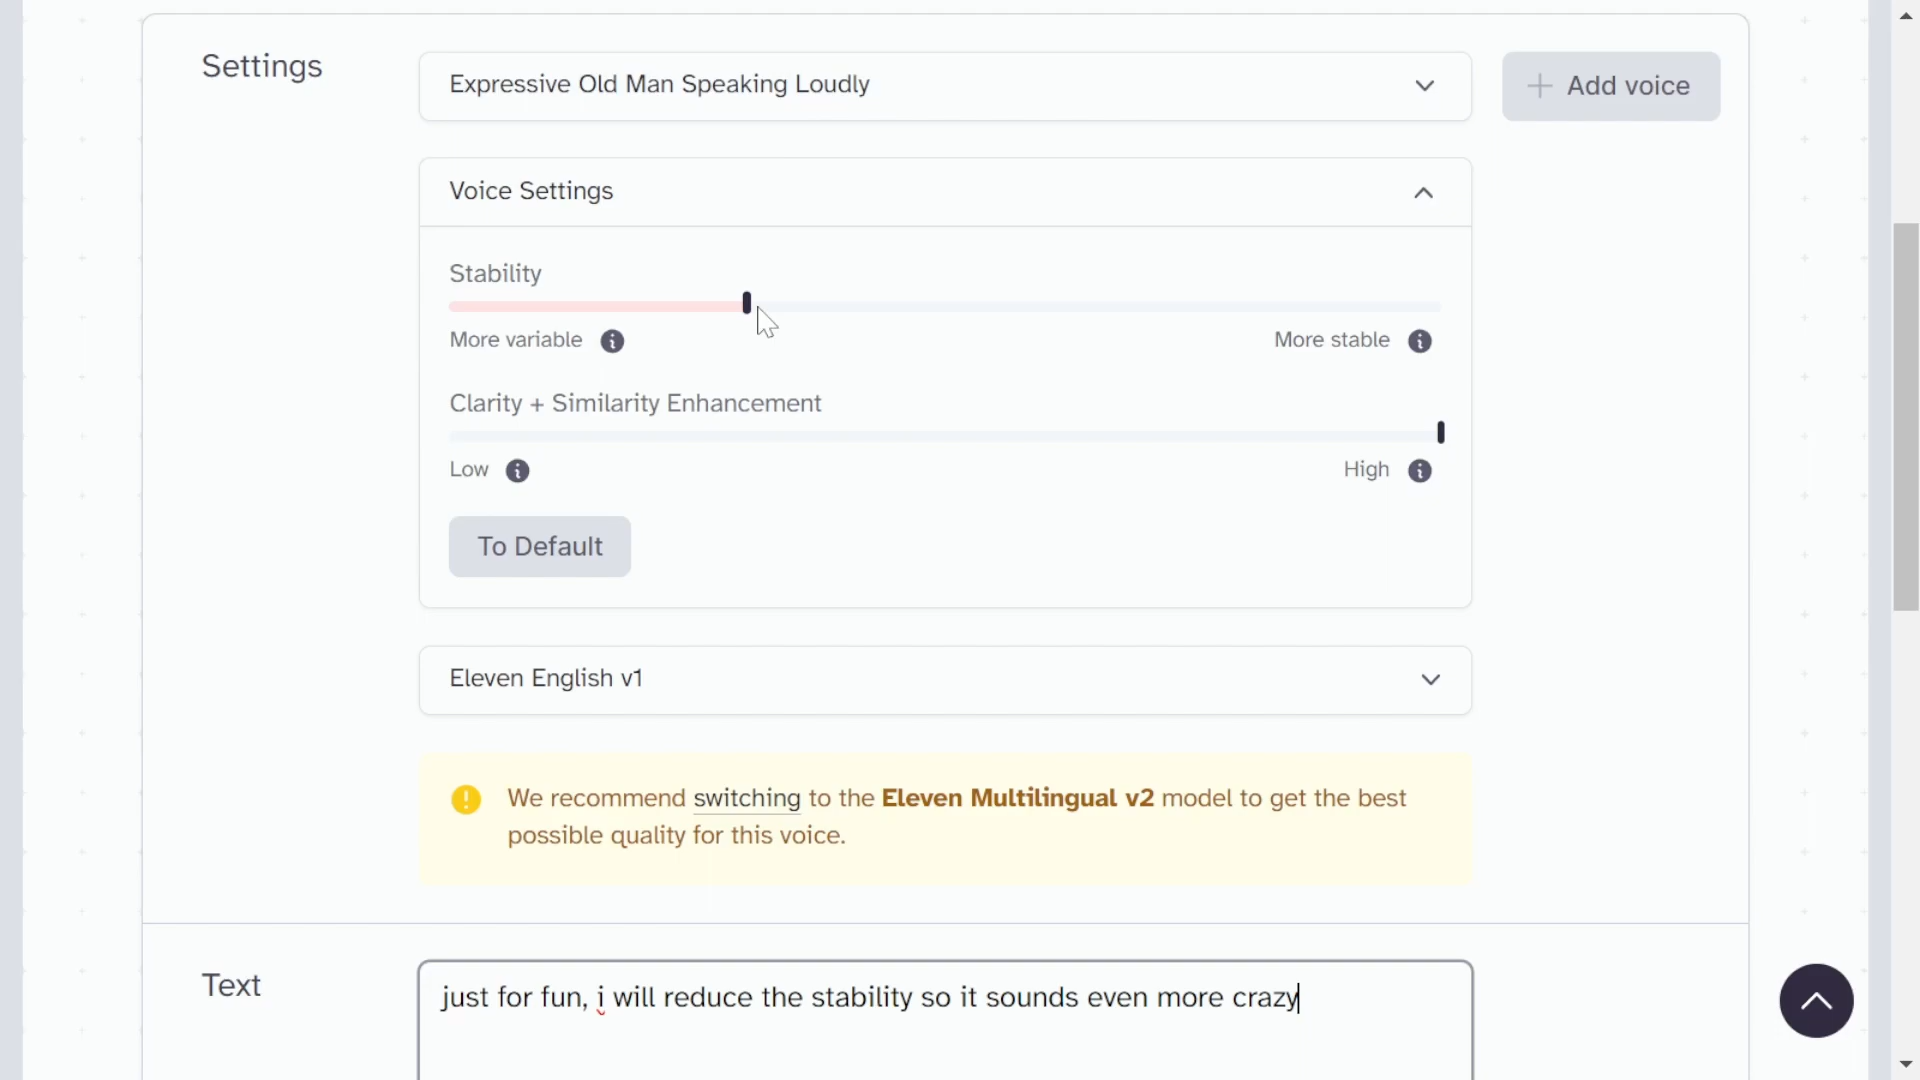 Settings
Expressive Old Man Speaking Loudly
Add voice
Voice Settings
Stability
More variable
More stable
Clarity + Similarity Enhancement
Low
High
To Default
Eleven English v1
We recommend switching to the Eleven Multilingual v2 model to get the best
possible quality for this voice.
Text
just for fun, i will reduce the stability so it sounds even more crazy